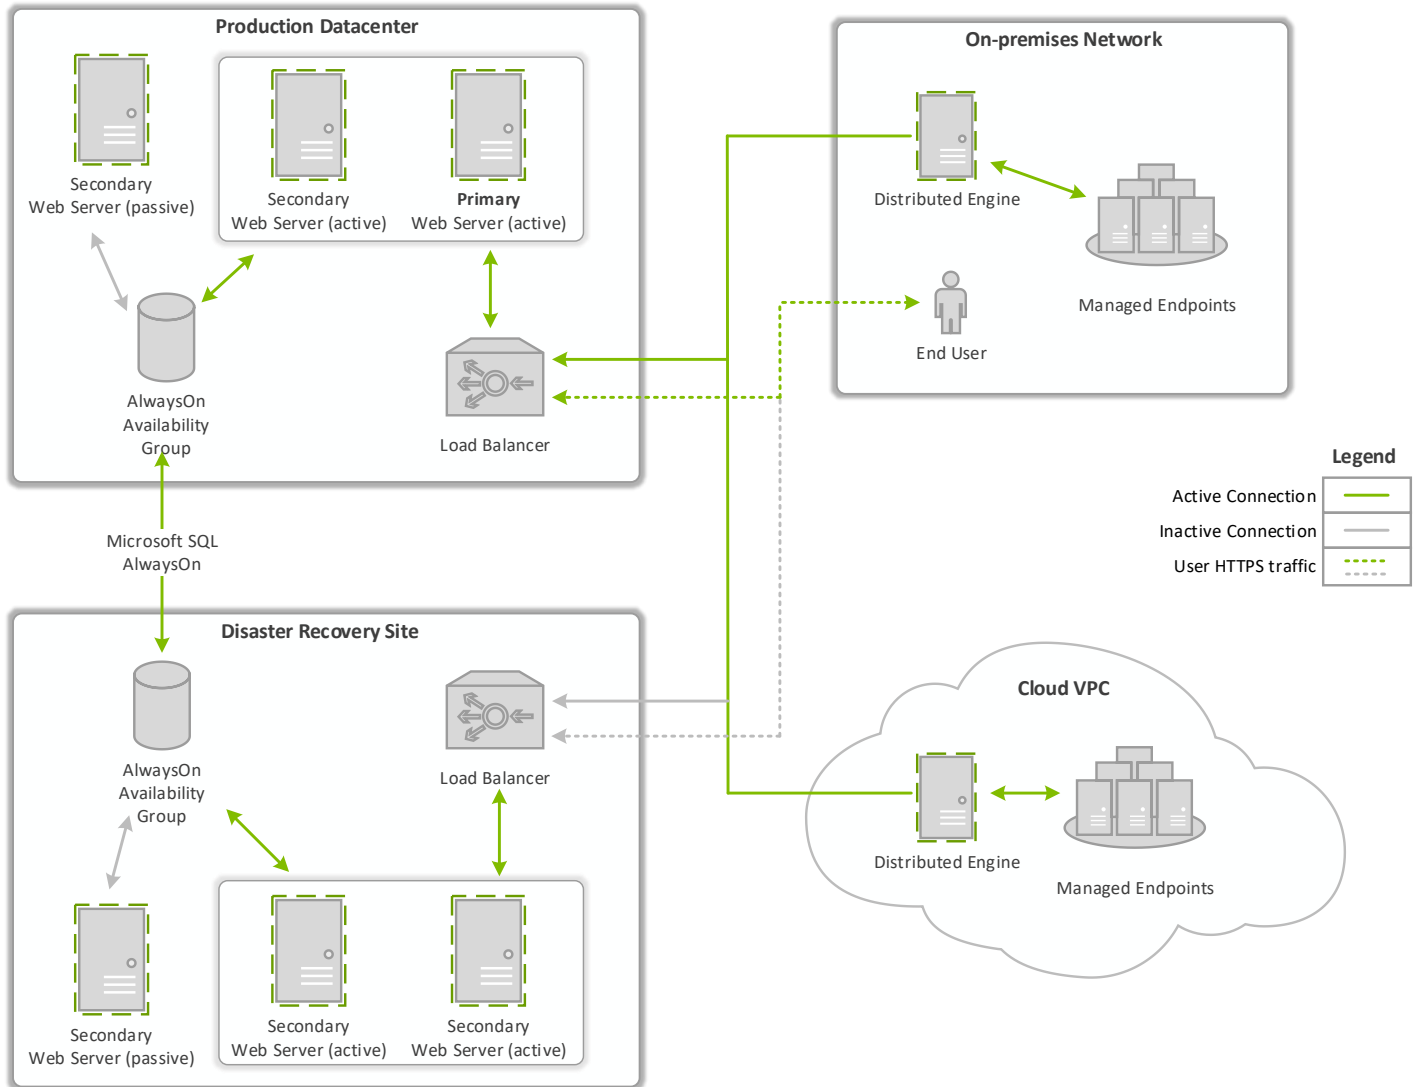 Production Datacenter
Secondary
Web Server (passive)
Secondary
Web Server (active)
Primary
Web Server (active)
AlwaysOn
Availability
Group
Load Balancer
On-premises Network
Distributed Engine
Managed Endpoints
End User
Legend
Active Connection
Inactive Connection
User HTTPS traffic
Microsoft SQL
AlwaysOn
Disaster Recovery Site
AlwaysOn
Availability
Group
Load Balancer
Secondary
Web Server (passive)
Secondary
Web Server (active)
Secondary
Web Server (active)
Cloud VPC
Distributed Engine
Managed Endpoints